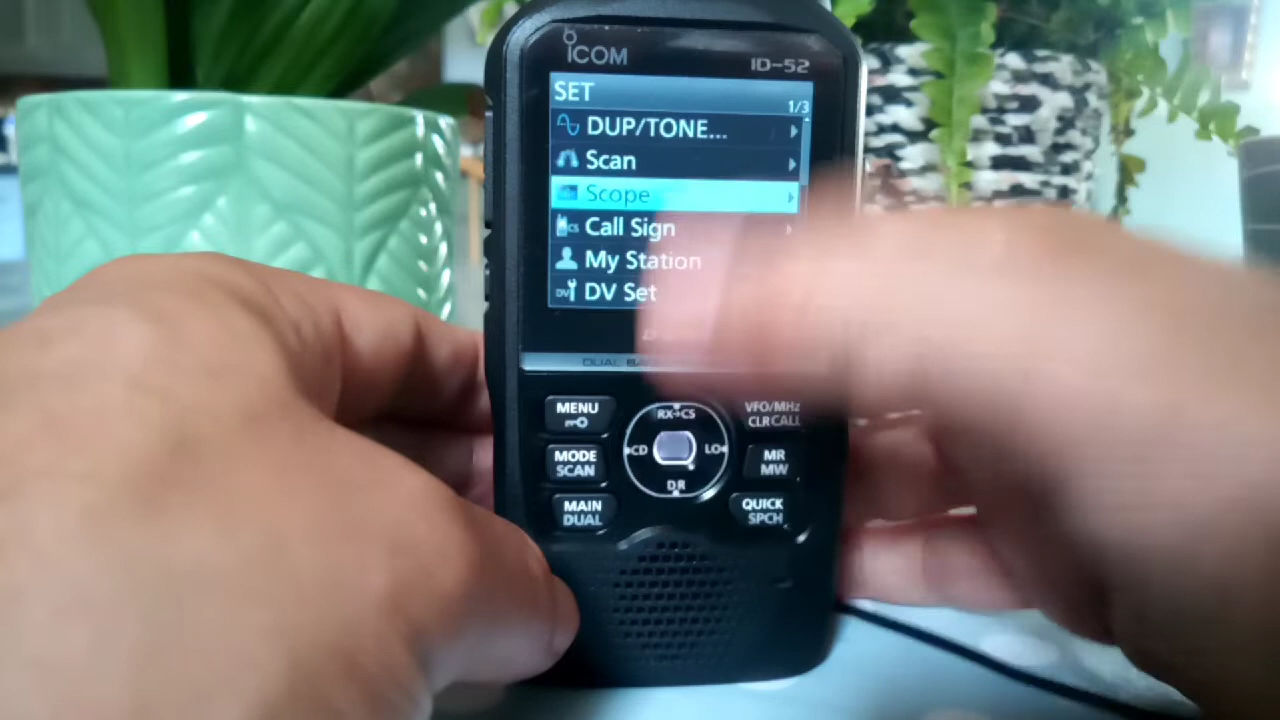 ICOM
ID-52
SET
1/3
DUP/TONE...
Scan
Scope
Call Sign
My Station
DV Set
DUAL
MENU
RX→CS
VFO/MHz
CLR CALL
MODE
SCAN
CD
MR
MW
DR
MAIN
DUAL
QUICK
SPCH